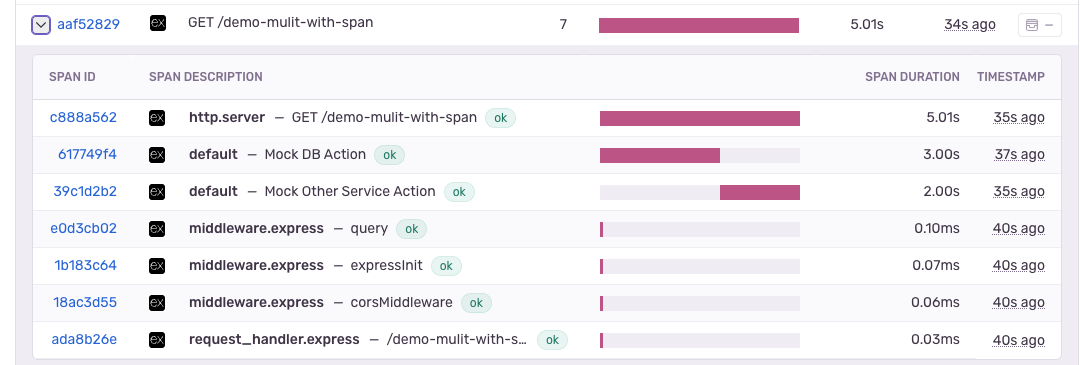 aaf52829 ex GET /demo-mulit-with-span 7 5.01s 34s ago –
SPAN ID SPAN DESCRIPTION SPAN DURATION TIMESTAMP
c888a562 ex http.server – GET /demo-mulit-with-span ok 5.01s 35s ago
617749f4 ex default – Mock DB Action ok 3.00s 37s ago
39c1d2b2 ex default – Mock Other Service Action ok 2.00s 35s ago
e0d3cb02 ex middleware.express – query ok 0.10ms 40s ago
1b183c64 ex middleware.express – expressInit ok 0.07ms 40s ago
18ac3d55 ex middleware.express – corsMiddleware ok 0.06ms 40s ago
ada8b26e ex request_handler.express – /demo-mulit-with-s... ok 0.03ms 40s ago